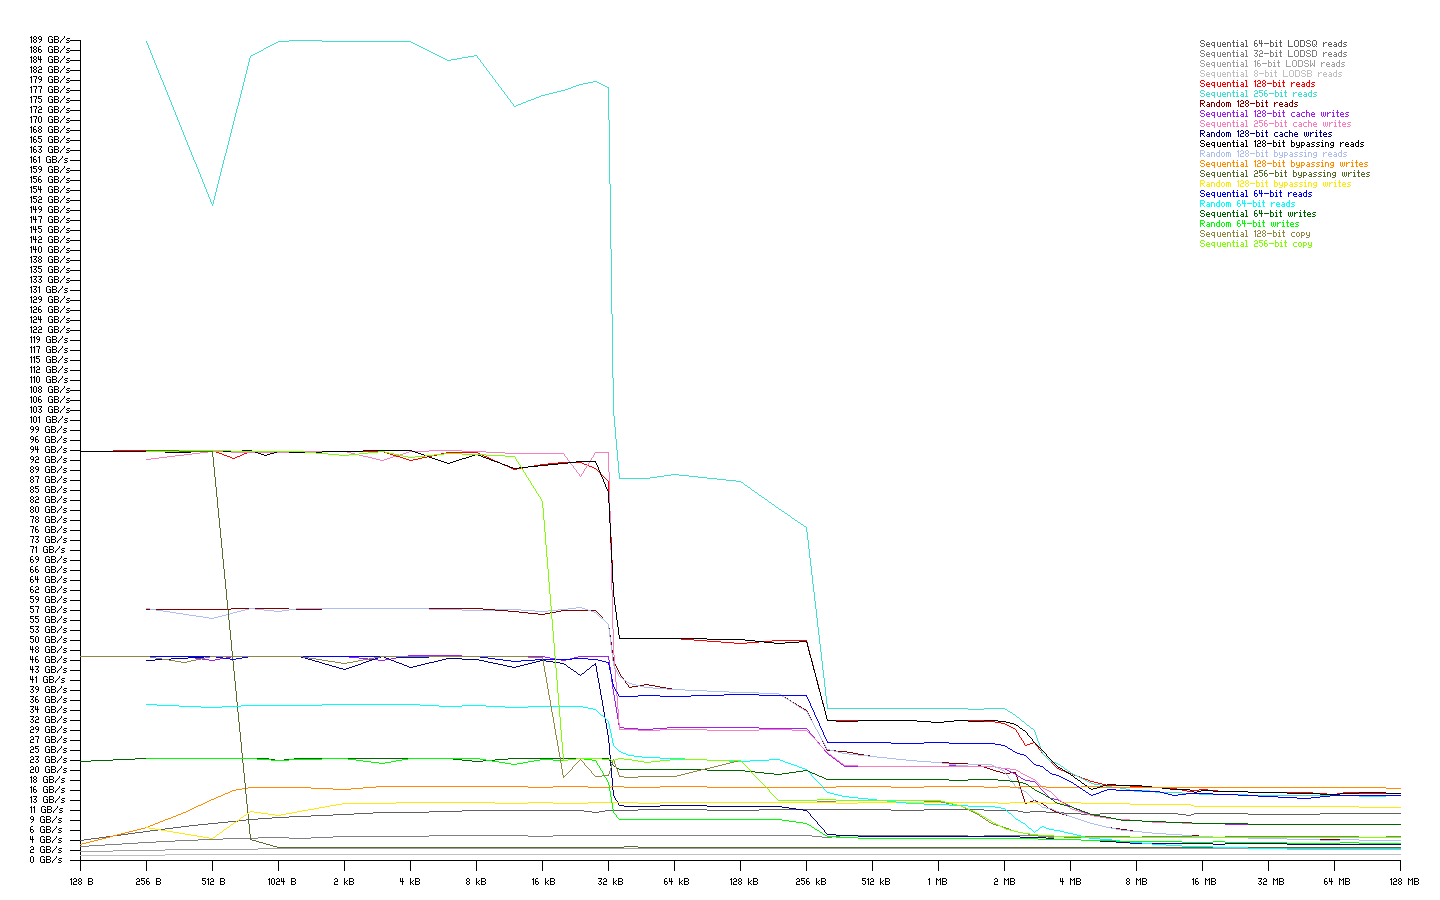 189 GB/s
186 GB/s
184 GB/s
182 GB/s
179 GB/s
177 GB/s
175 GB/s
172 GB/s
170 GB/s
168 GB/s
165 GB/s
163 GB/s
161 GB/s
159 GB/s
156 GB/s
154 GB/s
152 GB/s
149 GB/s
147 GB/s
145 GB/s
142 GB/s
140 GB/s
138 GB/s
135 GB/s
133 GB/s
131 GB/s
129 GB/s
126 GB/s
124 GB/s
122 GB/s
119 GB/s
117 GB/s
115 GB/s
112 GB/s
110 GB/s
108 GB/s
106 GB/s
103 GB/s
101 GB/s
99 GB/s
96 GB/s
94 GB/s
92 GB/s
89 GB/s
87 GB/s
85 GB/s
82 GB/s
80 GB/s
78 GB/s
76 GB/s
73 GB/s
71 GB/s
69 GB/s
66 GB/s
64 GB/s
62 GB/s
59 GB/s
57 GB/s
55 GB/s
53 GB/s
50 GB/s
48 GB/s
46 GB/s
43 GB/s
41 GB/s
39 GB/s
36 GB/s
34 GB/s
32 GB/s
29 GB/s
27 GB/s
25 GB/s
23 GB/s
20 GB/s
18 GB/s
16 GB/s
13 GB/s
11 GB/s
9 GB/s
6 GB/s
4 GB/s
2 GB/s
0 GB/s
128 B 256 B 512 B 1024 B 2 kB 4 kB 8 kB 16 kB 32 kB 64 kB 128 kB 256 kB 512 kB 1 MB 2 MB 4 MB 8 MB 16 MB 32 MB 64 MB 128 MB
Sequential 64-bit LODSQ reads
Sequential 32-bit LODSD reads
Sequential 16-bit LODSW reads
Sequential 8-bit LODSB reads
Sequential 128-bit reads
Sequential 256-bit reads
Random 128-bit reads
Sequential 128-bit cache writes
Sequential 256-bit cache writes
Random 128-bit cache writes
Sequential 128-bit bypassing reads
Random 128-bit bypassing reads
Sequential 128-bit bypassing writes
Sequential 256-bit bypassing writes
Random 128-bit bypassing writes
Sequential 64-bit reads
Random 64-bit reads
Sequential 64-bit writes
Random 64-bit writes
Sequential 128-bit copy
Sequential 256-bit copy